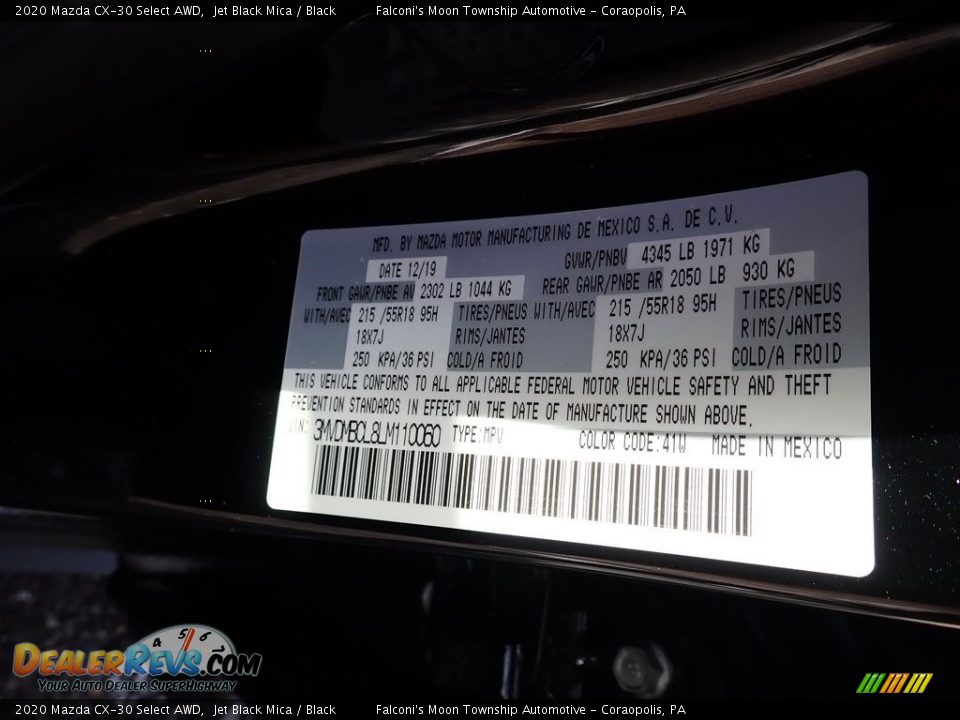 2020 Mazda CX-30 Select AWD, Jet Black Mica / Black Falconi's Moon Township Automotive - Coraopolis, PA
MFD. BY MAZDA MOTOR MANUFACTURING DE MEXICO S.A. DE C.V.
DATE 12/19 GVWR/PNBV 4345 LB 1971 KG
FRONT GAWR/PNBE AV 2302 LB 1044 KG REAR GAWR/PNBE AR 2050 LB 930 KG
WITH/AVEC 215 /55R18 95H TIRES/PNEUS WITH/AVEC 215 /55R18 95H TIRES/PNEUS
18X7J RIMS/JANTES 18X7J RIMS/JANTES
250 KPA/36 PSI COLD/A FROID 250 KPA/36 PSI COLD/A FROID
THIS VEHICLE CONFORMS TO ALL APPLICABLE FEDERAL MOTOR VEHICLE SAFETY AND THEFT
PREVENTION STANDARDS IN EFFECT ON THE DATE OF MANUFACTURE SHOWN ABOVE.
VIN: 3MVDMBCL8LM110060 TYPE:MPV COLOR CODE:41W MADE IN MEXICO
4 5 6
DEALERREVS.COM
YOUR AUTO DEALER SUPERHIGHWAY
2020 Mazda CX-30 Select AWD, Jet Black Mica / Black Falconi's Moon Township Automotive - Coraopolis, PA